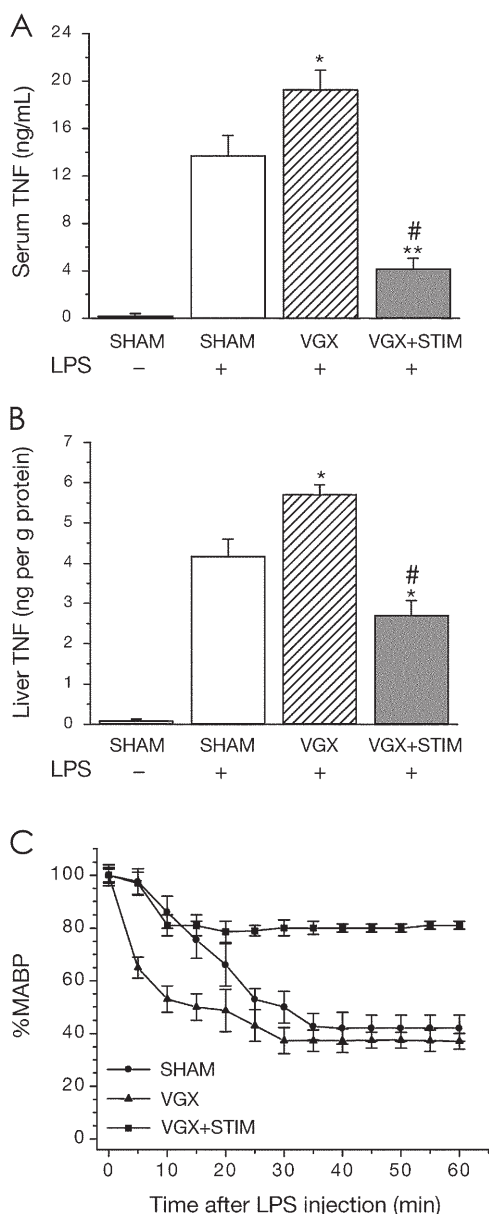 A
Serum TNF (ng/mL)
24
20
16
12
8
4
0
*
#
**
SHAM SHAM VGX VGX+STIM
LPS – + + +
B
Liver TNF (ng per g protein)
7
6
5
4
3
2
1
0
*
#
*
SHAM SHAM VGX VGX+STIM
LPS – + + +
C
%MABP
100
80
60
40
20
0
SHAM
VGX
VGX+STIM
0 10 20 30 40 50 60
Time after LPS injection (min)